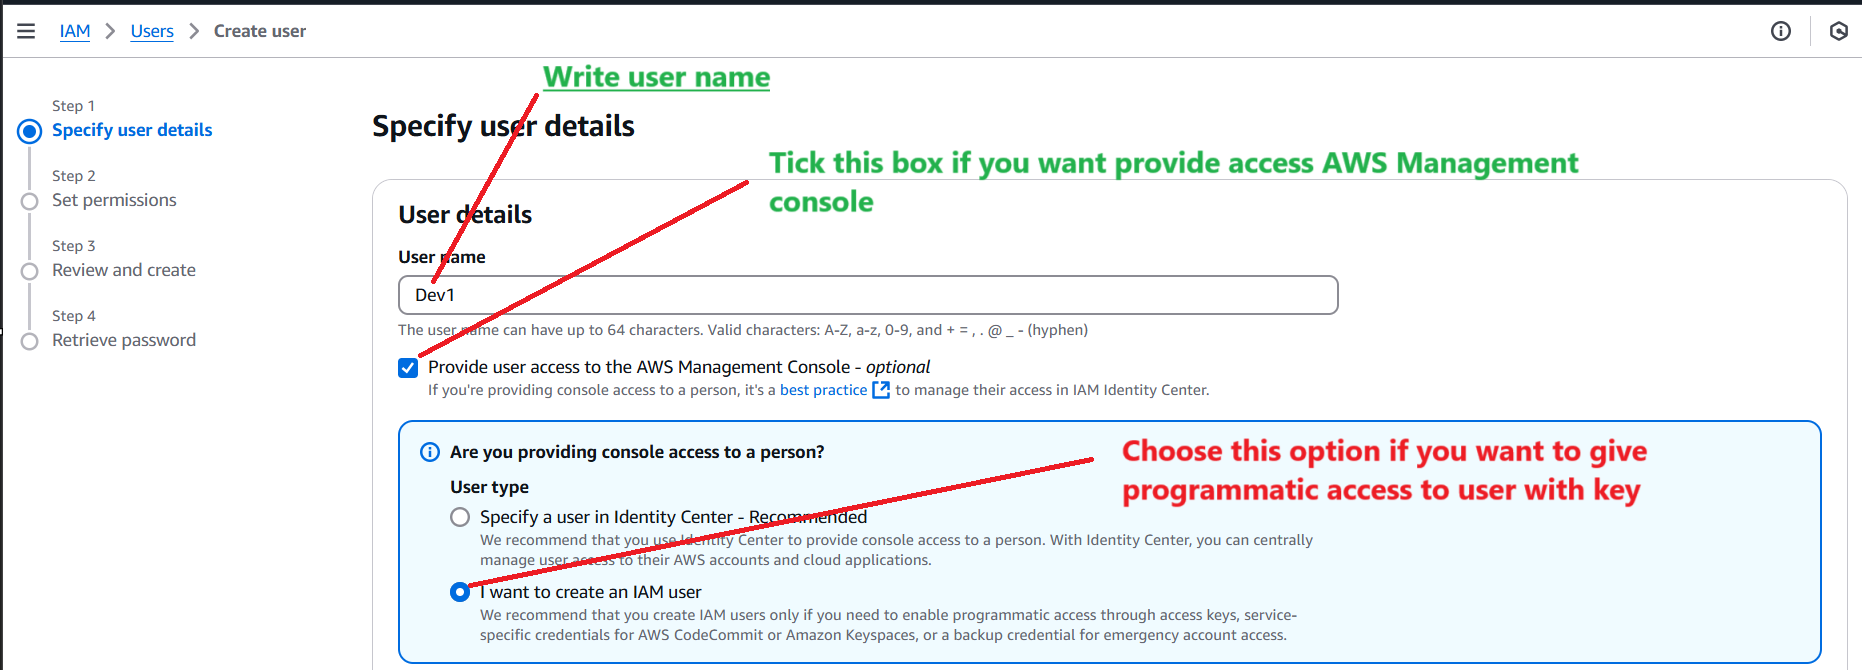 IAM > Users > Create user
Write user name
Step 1
Specify user details
Step 2
Set permissions
Step 3
Review and create
Step 4
Retrieve password
Specify user details
Tick this box if you want provide access AWS Management
console
User details
User name
Dev1
The user name can have up to 64 characters. Valid characters: A-Z, a-z, 0-9, and + = , . @ _ - (hyphen)
Provide user access to the AWS Management Console - optional
If you're providing console access to a person, it's a best practice to manage their access in IAM Identity Center.
Are you providing console access to a person?
Choose this option if you want to give
programmatic access to user with key
User type
Specify a user in Identity Center - Recommended
We recommend that you use Identity Center to provide console access to a person. With Identity Center, you can centrally
manage user access to their AWS accounts and cloud applications.
I want to create an IAM user
We recommend that you create IAM users only if you need to enable programmatic access through access keys, service-
specific credentials for AWS CodeCommit or Amazon Keyspaces, or a backup credential for emergency account access.